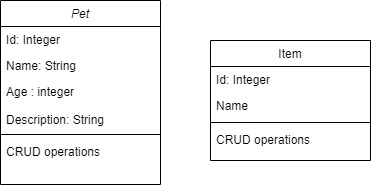 Pet
Id: Integer
Name: String
Age : integer
Description: String
CRUD operations
Item
Id: Integer
Name
CRUD operations